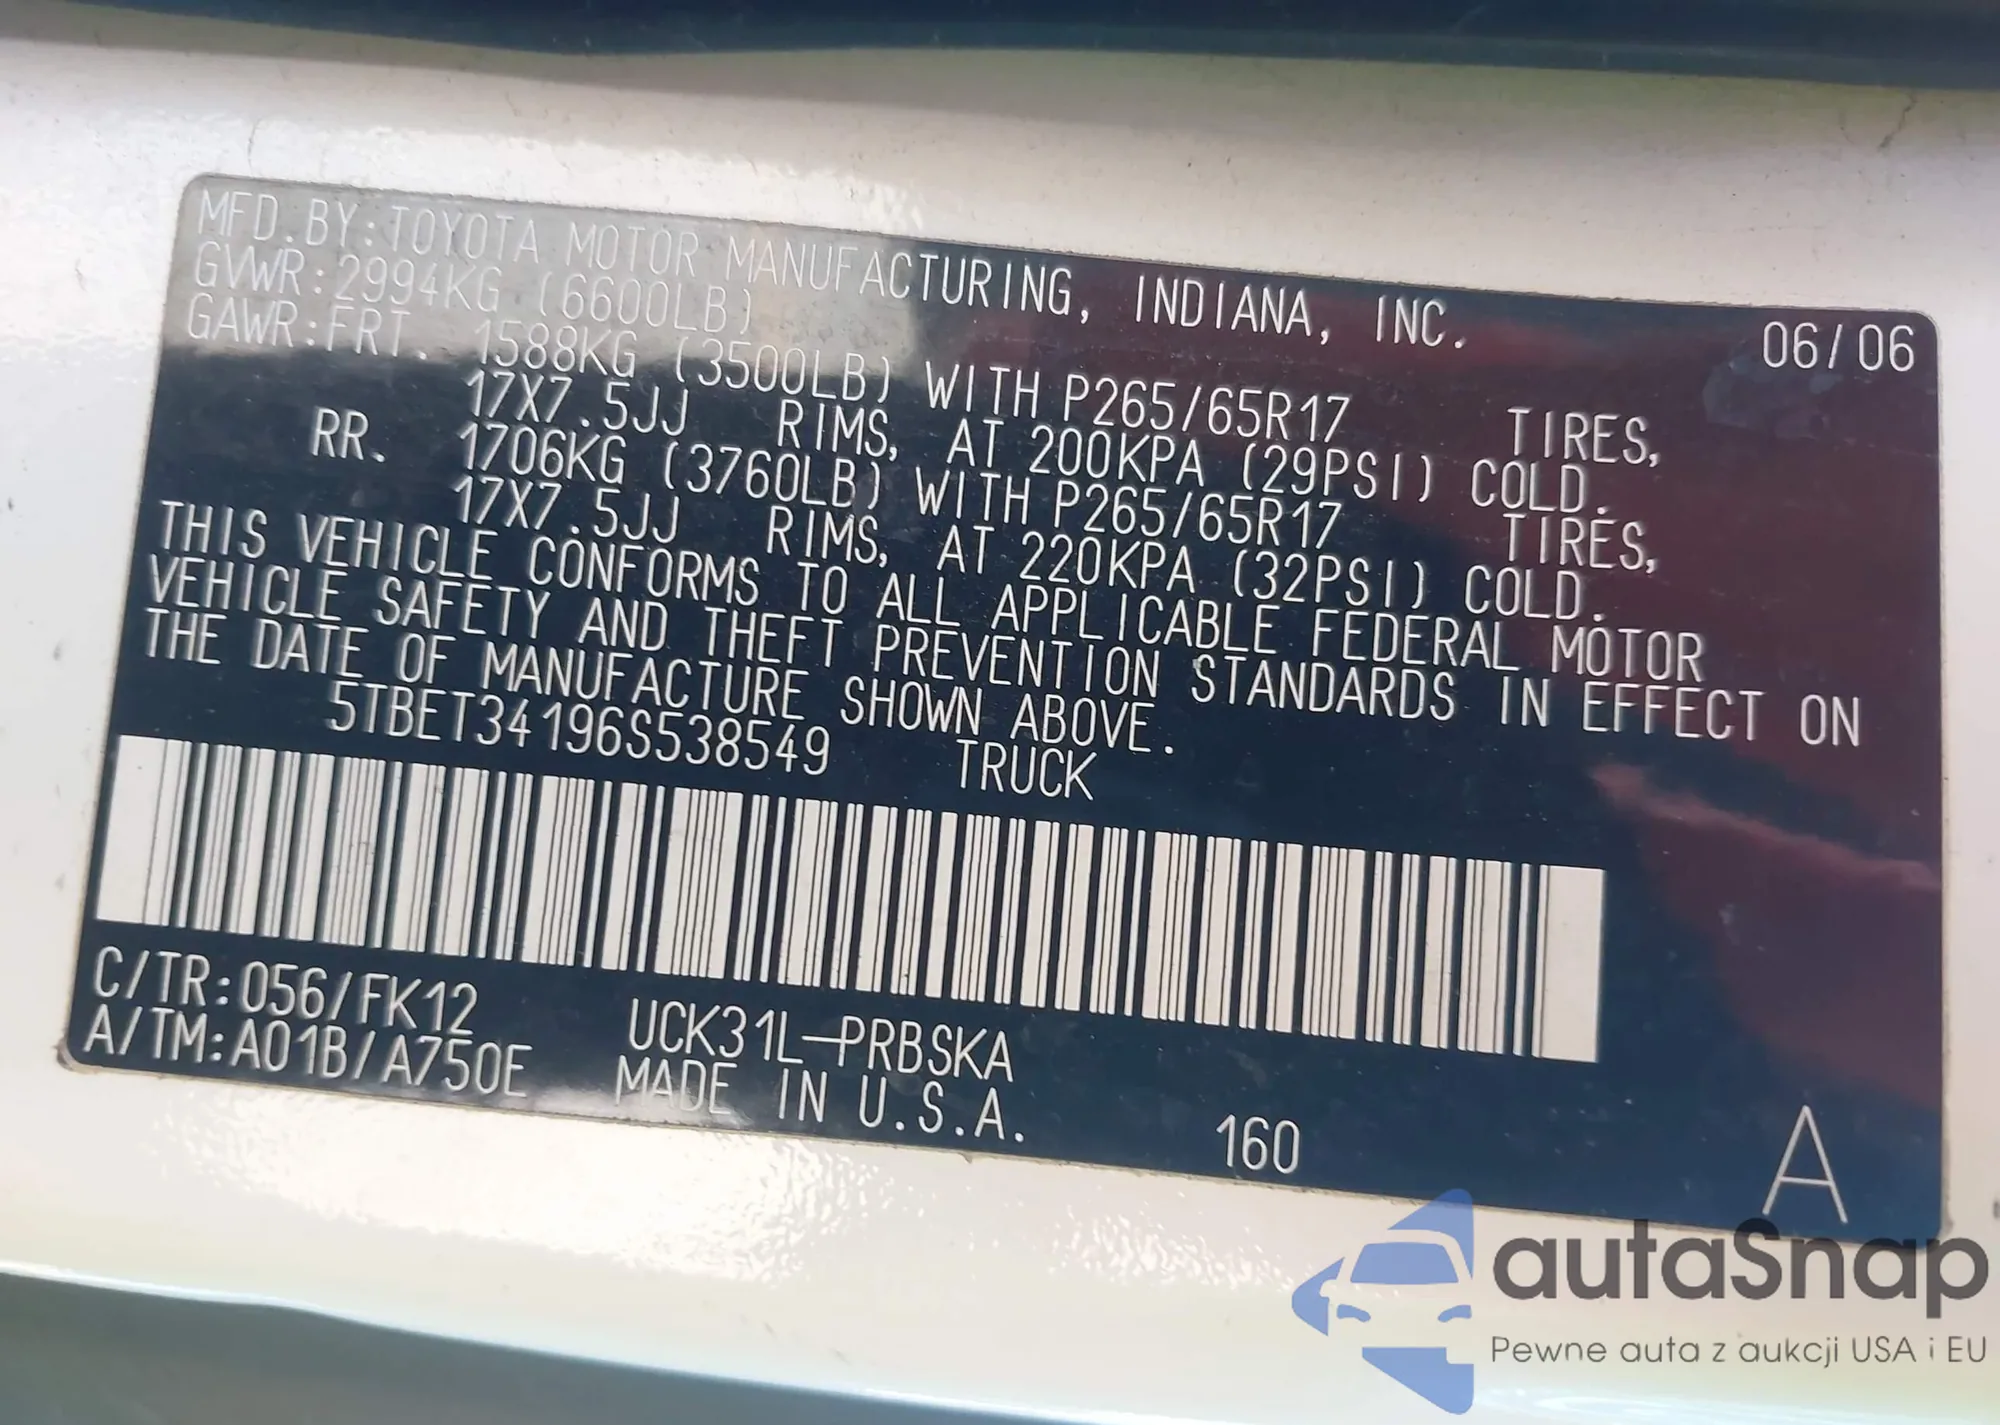 MFD.BY:TOYOTA MOTOR MANUFACTURING, INDIANA, INC. 06/06
GVWR:2994KG (6600LB)
GAWR:FRT. 1588KG (3500LB) WITH P265/65R17 TIRES,
17X7.5JJ RIMS, AT 200KPA (29PSI) COLD.
RR. 1706KG (3760LB) WITH P265/65R17 TIRES,
17X7.5JJ RIMS, AT 220KPA (32PSI) COLD.
THIS VEHICLE CONFORMS TO ALL APPLICABLE FEDERAL MOTOR
VEHICLE SAFETY AND THEFT PREVENTION STANDARDS IN EFFECT ON
THE DATE OF MANUFACTURE SHOWN ABOVE.
5TBET34196S538549 TRUCK
C/TR:056/FK12 UCK31L-PRBSKA
A/TM:A01B/A750E MADE IN U.S.A. 160 A
autaSnap
Pewne auta z aukcji USA i EU